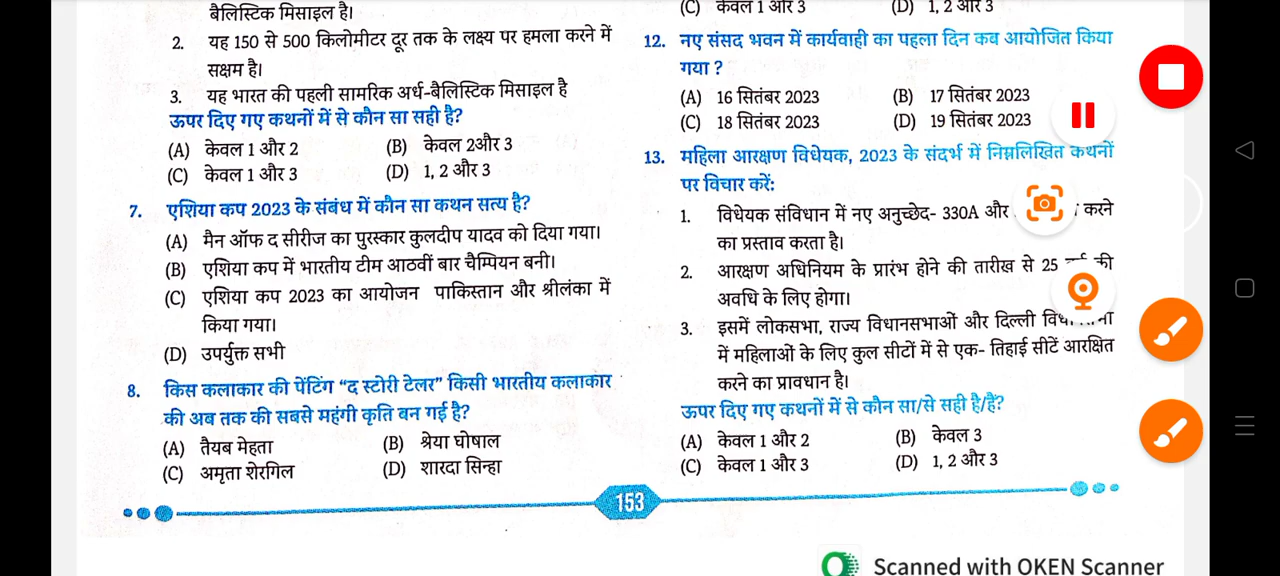 बैलिस्टिक मिसाइल है।
2. यह 150 से 500 किलोमीटर दूर तक के लक्ष्य पर हमला करने में
सक्षम है।
3. यह भारत की पहली सामरिक अर्ध-बैलिस्टिक मिसाइल है
ऊपर दिए गए कथनों में से कौन सा सही है?
(A) केवल 1 और 2 (B) केवल 2और 3
(C) केवल 1 और 3 (D) 1, 2 और 3
7. एशिया कप 2023 के संबंध में कौन सा कथन सत्य है?
(A) मैन ऑफ द सीरीज का पुरस्कार कुलदीप यादव को दिया गया।
(B) एशिया कप में भारतीय टीम आठवीं बार चैम्पियन बनी।
(C) एशिया कप 2023 का आयोजन पाकिस्तान और श्रीलंका में
किया गया।
(D) उपर्युक्त सभी
8. किस कलाकार की पेंटिंग “द स्टोरी टेलर” किसी भारतीय कलाकार
की अब तक की सबसे महंगी कृति बन गई है?
(A) तैयब मेहता (B) श्रेया घोषाल
(C) अमृता शेरगिल (D) शारदा सिन्हा
(C) केवल 1 और 3 (D) 1, 2 और 3
12. नए संसद भवन में कार्यवाही का पहला दिन कब आयोजित किया
गया ?
(A) 16 सितंबर 2023 (B) 17 सितंबर 2023
(C) 18 सितंबर 2023 (D) 19 सितंबर 2023
13. महिला आरक्षण विधेयक, 2023 के संदर्भ में निम्नलिखित कथनों
पर विचार करें:
1. विधेयक संविधान में नए अनुच्छेद- 330A और करने
का प्रस्ताव करता है।
2. आरक्षण अधिनियम के प्रारंभ होने की तारीख से 25 की
अवधि के लिए होगा।
3. इसमें लोकसभा, राज्य विधानसभाओं और दिल्ली
में महिलाओं के लिए कुल सीटों में से एक- तिहाई सीटें आरक्षित
करने का प्रावधान है।
ऊपर दिए गए कथनों में से कौन सा/से सही है/हैं?
(A) केवल 1 और 2 (B) केवल 3
(C) केवल 1 और 3 (D) 1, 2 और 3
153
Scanned with OKEN Scanner